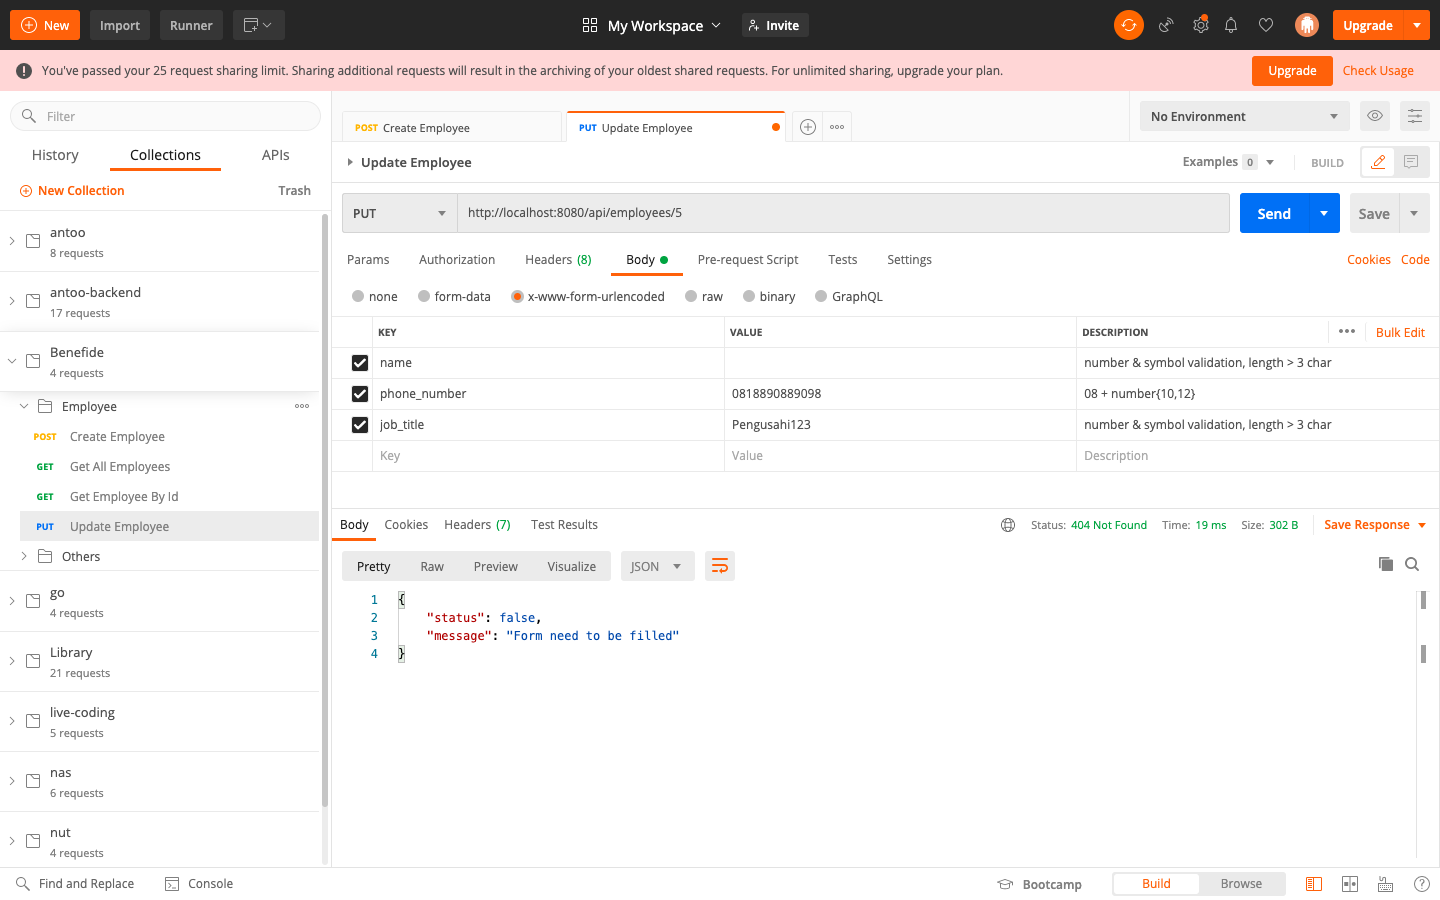 New
Import
Runner
My Workspace
Invite
Upgrade
You've passed your 25 request sharing limit. Sharing additional requests will result in the archiving of your oldest shared requests. For unlimited sharing, upgrade your plan.
Upgrade
Check Usage
Filter
History
Collections
APIs
New Collection
Trash
antoo
8 requests
antoo-backend
17 requests
Benefide
4 requests
Employee
POST Create Employee
GET Get All Employees
GET Get Employee By Id
PUT Update Employee
Others
go
4 requests
Library
21 requests
live-coding
5 requests
nas
6 requests
nut
4 requests
POST Create Employee
PUT Update Employee
No Environment
Update Employee
Examples 0
BUILD
PUT
http://localhost:8080/api/employees/5
Send
Save
Params
Authorization
Headers (8)
Body
Pre-request Script
Tests
Settings
Cookies
Code
none
form-data
x-www-form-urlencoded
raw
binary
GraphQL
KEY
VALUE
DESCRIPTION
Bulk Edit
name
number & symbol validation, length > 3 char
phone_number
0818890889098
08 + number{10,12}
job_title
Pengusahi123
number & symbol validation, length > 3 char
Key
Value
Description
Body
Cookies
Headers (7)
Test Results
Status: 404 Not Found
Time: 19 ms
Size: 302 B
Save Response
Pretty
Raw
Preview
Visualize
JSON
1 {
2 "status": false,
3 "message": "Form need to be filled"
4 }
Find and Replace
Console
Bootcamp
Build
Browse